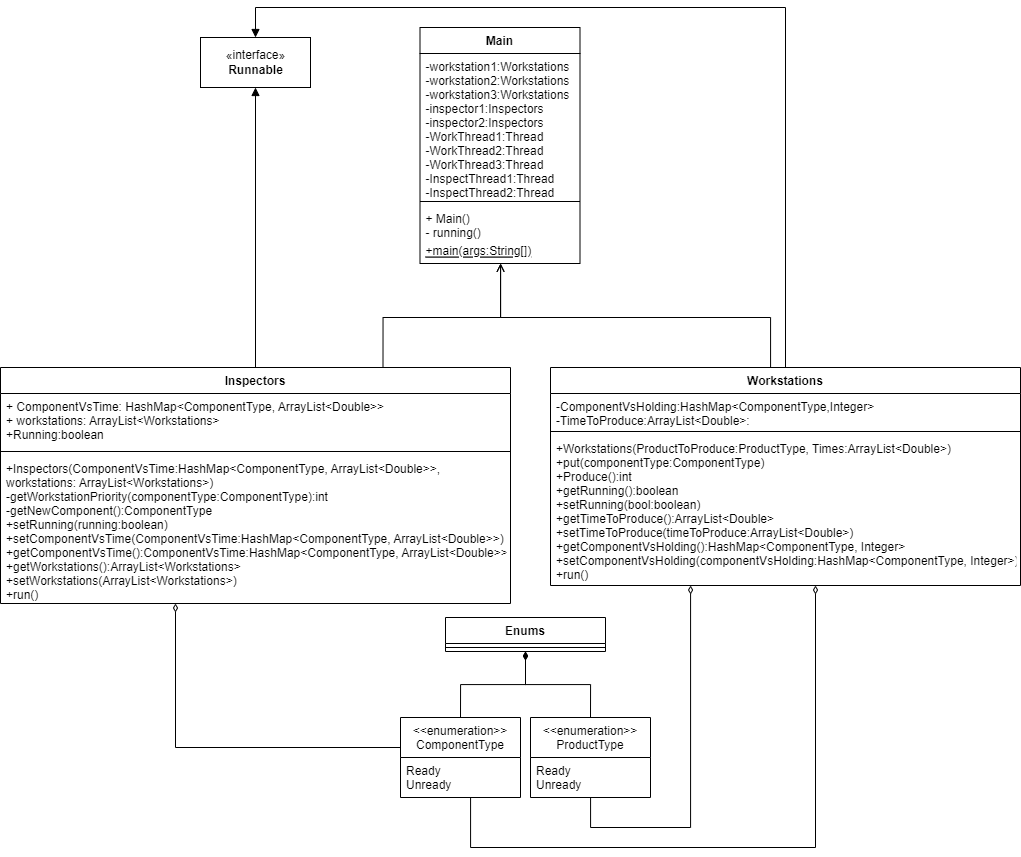 «interface»
Runnable
Main
-workstation1:Workstations
-workstation2:Workstations
-workstation3:Workstations
-inspector1:Inspectors
-inspector2:Inspectors
-WorkThread1:Thread
-WorkThread2:Thread
-WorkThread3:Thread
-InspectThread1:Thread
-InspectThread2:Thread
+ Main()
- running()
+main(args:String[])
Inspectors
+ ComponentVsTime: HashMap<ComponentType, ArrayList<Double>>
+ workstations: ArrayList<Workstations>
+Running:boolean
+Inspectors(ComponentVsTime:HashMap<ComponentType, ArrayList<Double>>,
workstations: ArrayList<Workstations>)
-getWorkstationPriority(componentType:ComponentType):int
-getNewComponent():ComponentType
+setRunning(running:boolean)
+setComponentVsTime(ComponentVsTime:HashMap<ComponentType, ArrayList<Double>>)
+getComponentVsTime():ComponentVsTime:HashMap<ComponentType, ArrayList<Double>>
+getWorkstations():ArrayList<Workstations>
+setWorkstations(ArrayList<Workstations>)
+run()
Workstations
-ComponentVsHolding:HashMap<ComponentType,Integer>
-TimeToProduce:ArrayList<Double>:
+Workstations(ProductToProduce:ProductType, Times:ArrayList<Double>)
+put(componentType:ComponentType)
+Produce():int
+getRunning():boolean
+setRunning(bool:boolean)
+getTimeToProduce():ArrayList<Double>
+setTimeToProduce(timeToProduce:ArrayList<Double>)
+getComponentVsHolding():HashMap<ComponentType, Integer>
+setComponentVsHolding(componentVsHolding:HashMap<ComponentType, Integer>)
+run()
Enums
<<enumeration>>
ComponentType
Ready
Unready
<<enumeration>>
ProductType
Ready
Unready